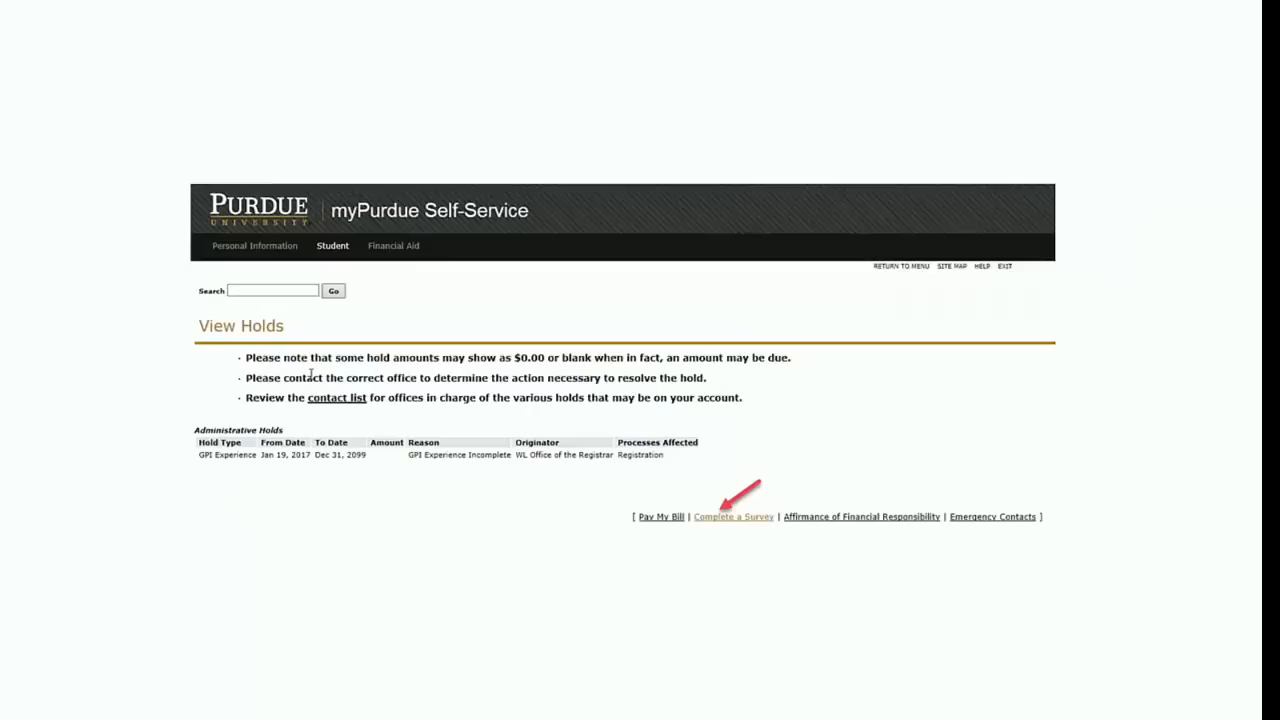 PURDUE
UNIVERSITY
myPurdue Self-Service
Personal Information Student Financial Aid
RETURN TO MENU SITE MAP HELP EXIT
Search Go
View Holds
· Please note that some hold amounts may show as $0.00 or blank when in fact, an amount may be due.
· Please contact the correct office to determine the action necessary to resolve the hold.
· Review the contact list for offices in charge of the various holds that may be on your account.
Administrative Holds
Hold Type From Date To Date Amount Reason Originator Processes Affected
GPI Experience Jan 19, 2017 Dec 31, 2099 GPI Experience Incomplete WL Office of the Registrar Registration
[ Pay My Bill | Complete a Survey | Affirmance of Financial Responsibility | Emergency Contacts ]